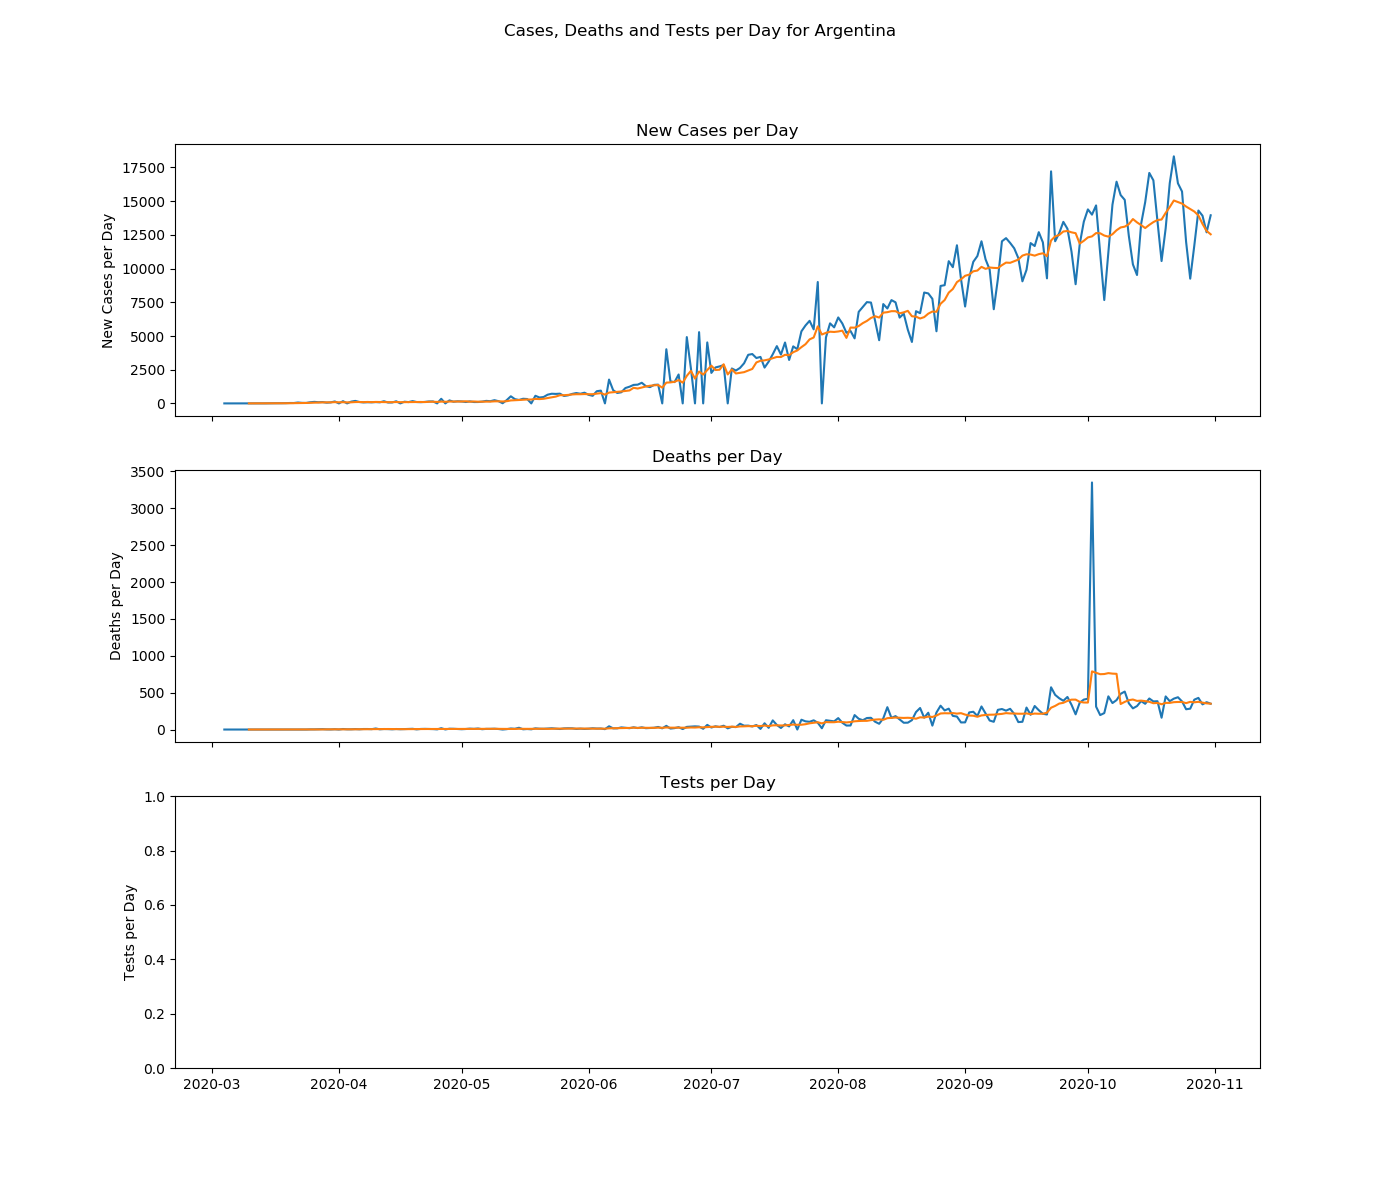 Cases, Deaths and Tests per Day for Argentina
New Cases per Day
17500
15000
12500
10000
7500
5000
2500
0
New Cases per Day
Deaths per Day
3500
3000
2500
2000
1500
1000
500
0
Deaths per Day
Tests per Day
1.0
0.8
0.6
0.4
0.2
0.0
Tests per Day
2020-03 2020-04 2020-05 2020-06 2020-07 2020-08 2020-09 2020-10 2020-11